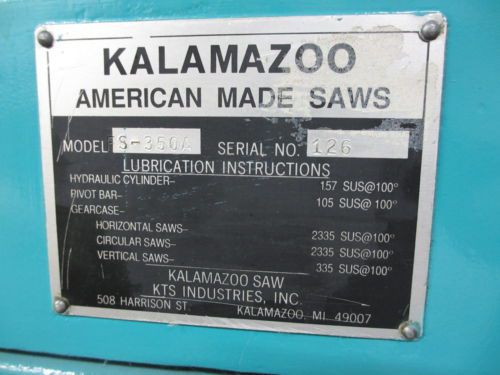 KALAMAZOO
AMERICAN MADE SAWS
MODEL FS-350A SERIAL NO. 126
LUBRICATION INSTRUCTIONS
HYDRAULIC CYLINDER- 157 SUS@100°
PIVOT BAR- 105 SUS@100°
GEARCASE-
HORIZONTAL SAWS- 2335 SUS@100°
CIRCULAR SAWS- 2335 SUS@100°
VERTICAL SAWS- 335 SUS@100°
KALAMAZOO SAW
KTS INDUSTRIES, INC.
508 HARRISON ST. KALAMAZOO, MI 49007